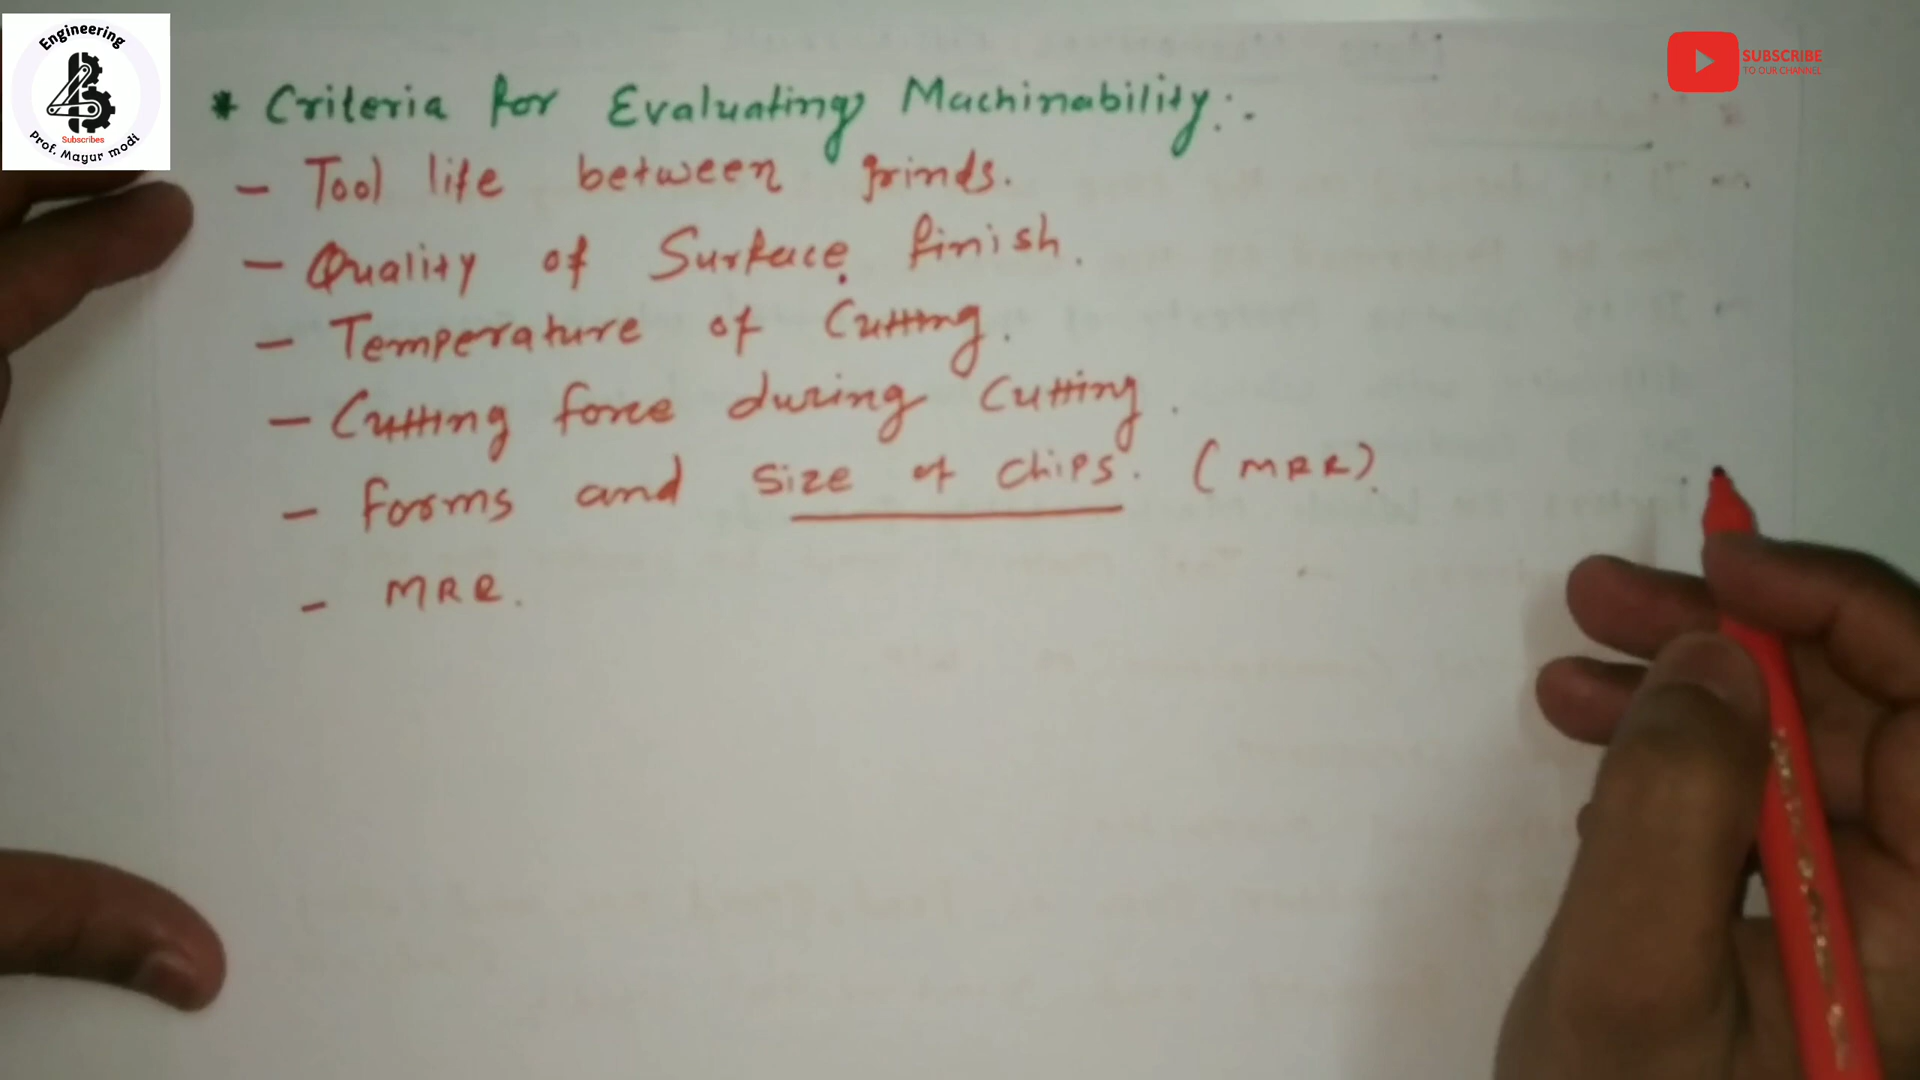 Engineering
Subscribes
Prof. Mayur modi
SUBSCRIBE
TO OUR CHANNEL
* Criteria for Evaluating Machinability:-
- Tool life between grinds.
- Quality of Surface finish.
- Temperature of Cutting.
- Cutting force during Cutting.
- forms and size of chips. (MRR)
- MRR.